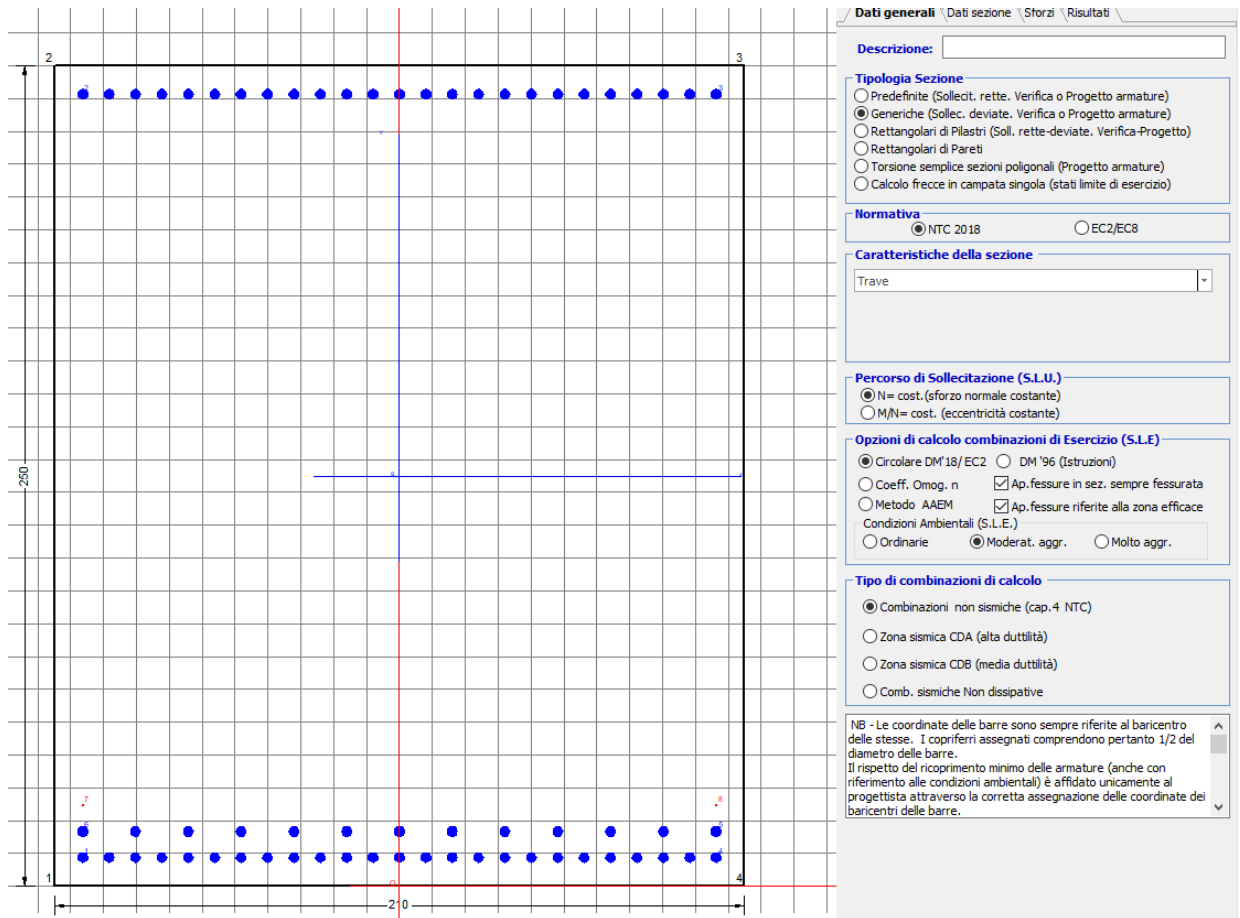 Dati generali Dati sezione Sforzi Risultati
Descrizione:
Tipologia Sezione
Predefinite (Sollecit. rette. Verifica o Progetto armature)
Generiche (Sollec. deviate. Verifica o Progetto armature)
Rettangolari di Pilastri (Soll. rette-deviate. Verifica-Progetto)
Rettangolari di Pareti
Torsione semplice sezioni poligonali (Progetto armature)
Calcolo frecce in campata singola (stati limite di esercizio)
Normativa
NTC 2018 EC2/EC8
Caratteristiche della sezione
Trave
Percorso di Sollecitazione (S.L.U.)
N= cost.(sforzo normale costante)
M/N= cost. (eccentricità costante)
Opzioni di calcolo combinazioni di Esercizio (S.L.E)
Circolare DM'18/ EC2 DM '96 (Istruzioni)
Coeff. Omog. n Ap.fessure in sez. sempre fessurata
Metodo AAEM Ap.fessure riferite alla zona efficace
Condizioni Ambientali (S.L.E.)
Ordinarie Moderat. aggr. Molto aggr.
Tipo di combinazioni di calcolo
Combinazioni non sismiche (cap.4 NTC)
Zona sismica CDA (alta duttilità)
Zona sismica CDB (media duttilità)
Comb. sismiche Non dissipative
NB - Le coordinate delle barre sono sempre riferite al baricentro
delle stesse. I copriferri assegnati comprendono pertanto 1/2 del
diametro delle barre.
Il rispetto del ricoprimento minimo delle armature (anche con
riferimento alle condizioni ambientali) è affidato unicamente al
progettista attraverso la corretta assegnazione delle coordinate dei
baricentri delle barre.
2 3
250
7 8
1 4
210